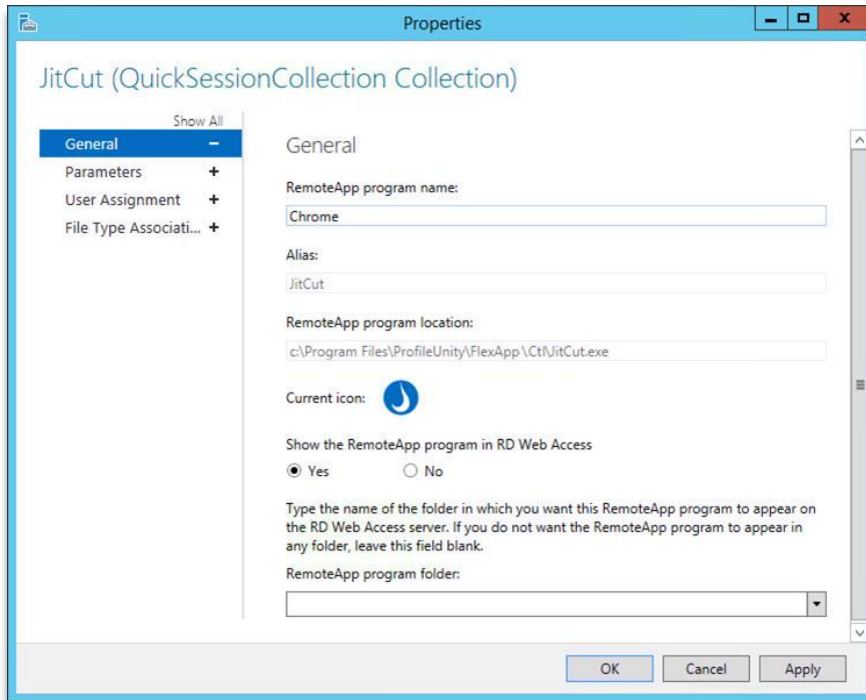 Properties
JitCut (QuickSessionCollection Collection)
Show All
General
Parameters
User Assignment
File Type Associati...
General
RemoteApp program name:
Chrome
Alias:
JitCut
RemoteApp program location:
c:\Program Files\ProfileUnity\FlexApp\Ctl\JitCut.exe
Current icon:
Show the RemoteApp program in RD Web Access
Yes No
Type the name of the folder in which you want this RemoteApp program to appear on
the RD Web Access server. If you do not want the RemoteApp program to appear in
any folder, leave this field blank.
RemoteApp program folder:
OK Cancel Apply